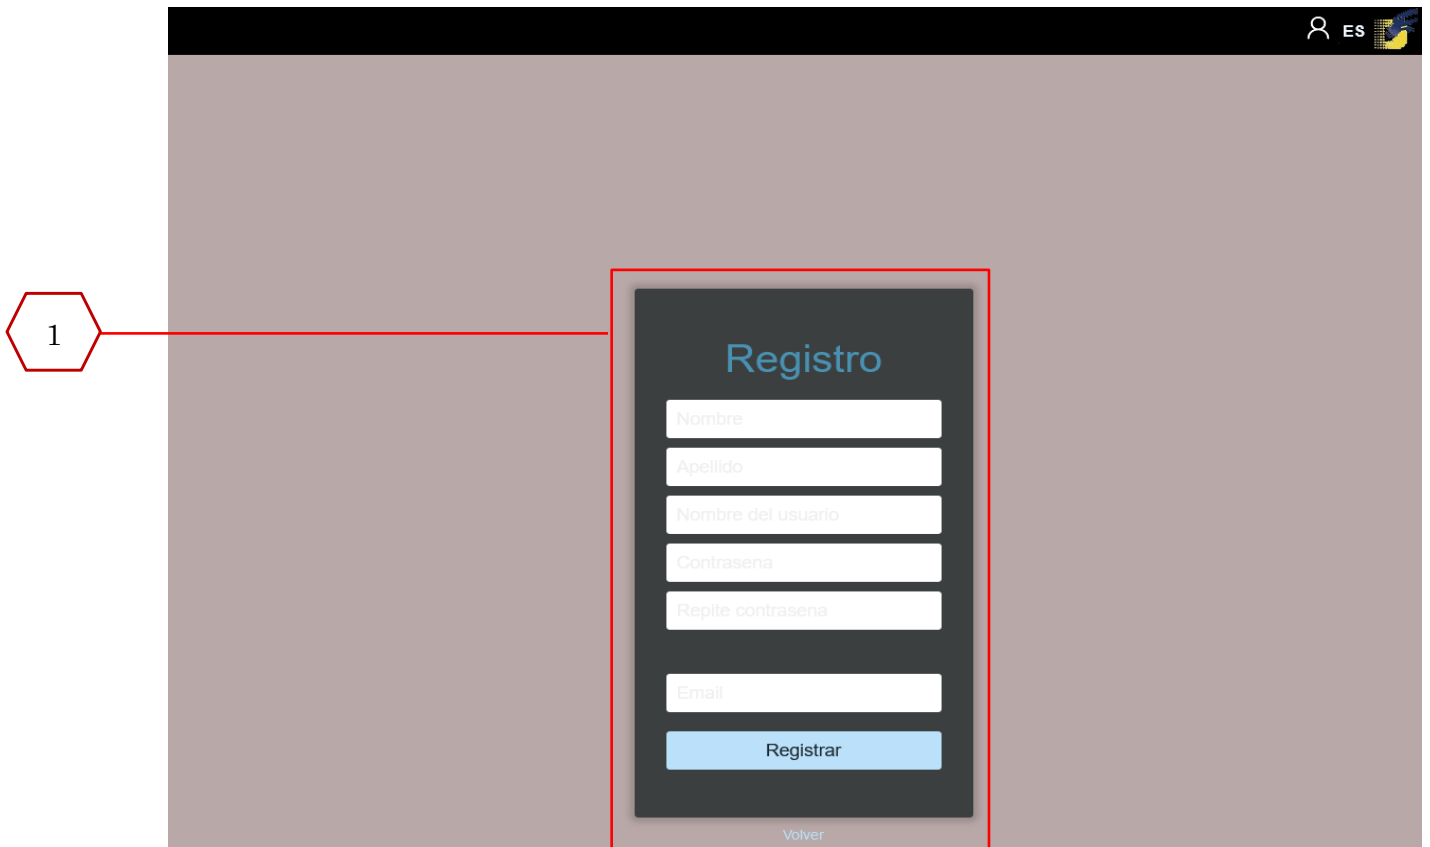 ES
1
Registro
Nombre
Apellido
Nombre del usuario
Contrasena
Repite contrasena
Email
Registrar
Volver